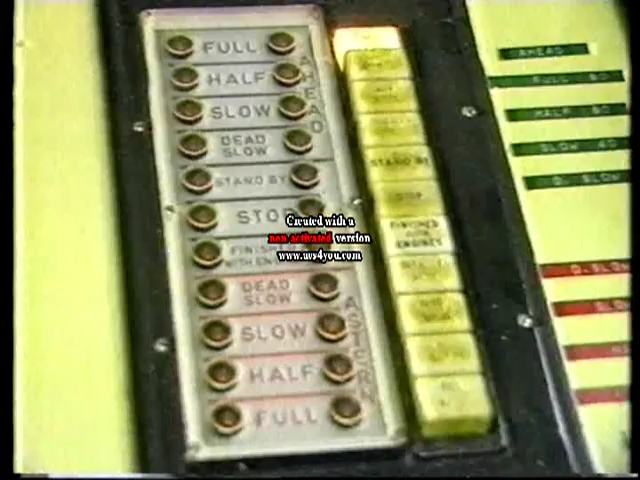 FULL
HALF
SLOW
DEAD
SLOW
STAND BY
STOP
FINISHED
WITH ENGINES
DEAD
SLOW
SLOW
HALF
FULL
AHEAD
ASTERN
STAND BY
STOP
FINISHED
WITH
ENGINES
AHEAD
FULL 80
HALF 60
SLOW 40
D. SLOW
D. SLOW
SLOW
Created with a
non activated version
www.avs4you.com